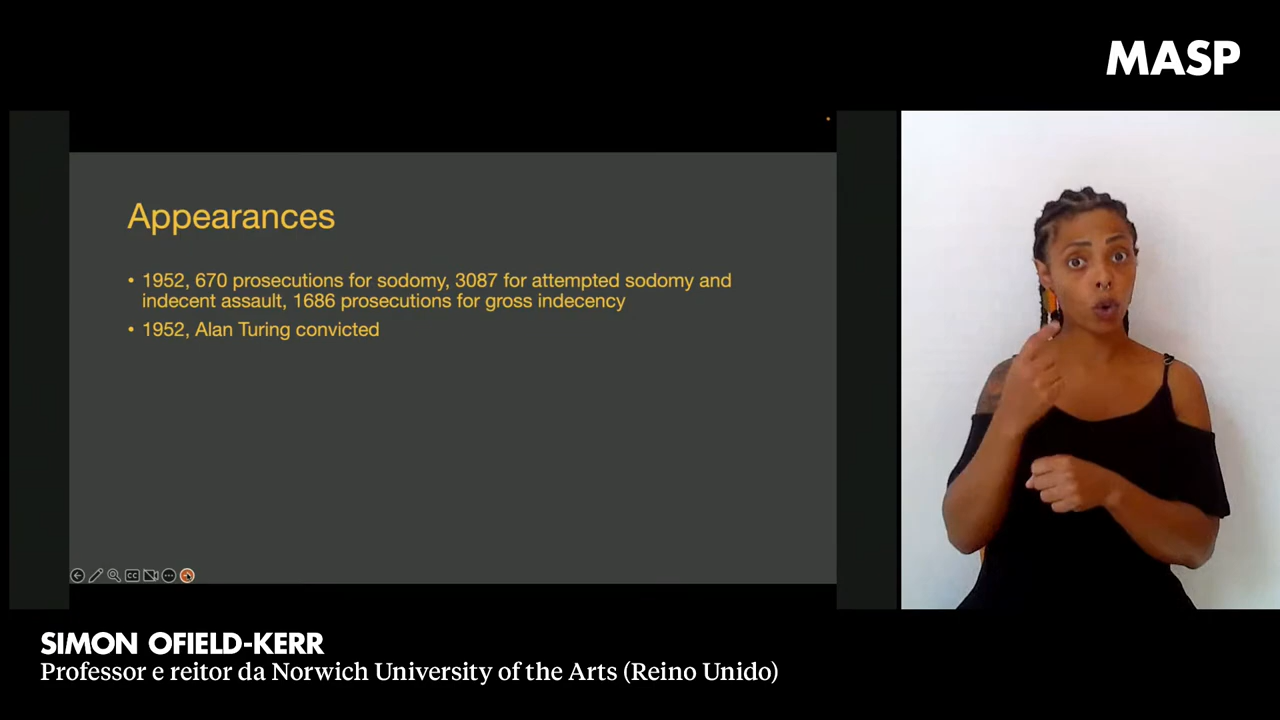 MASP
Appearances
• 1952, 670 prosecutions for sodomy, 3087 for attempted sodomy and
indecent assault, 1686 prosecutions for gross indecency
• 1952, Alan Turing convicted
CC
SIMON OFIELD-KERR
Professor e reitor da Norwich University of the Arts (Reino Unido)